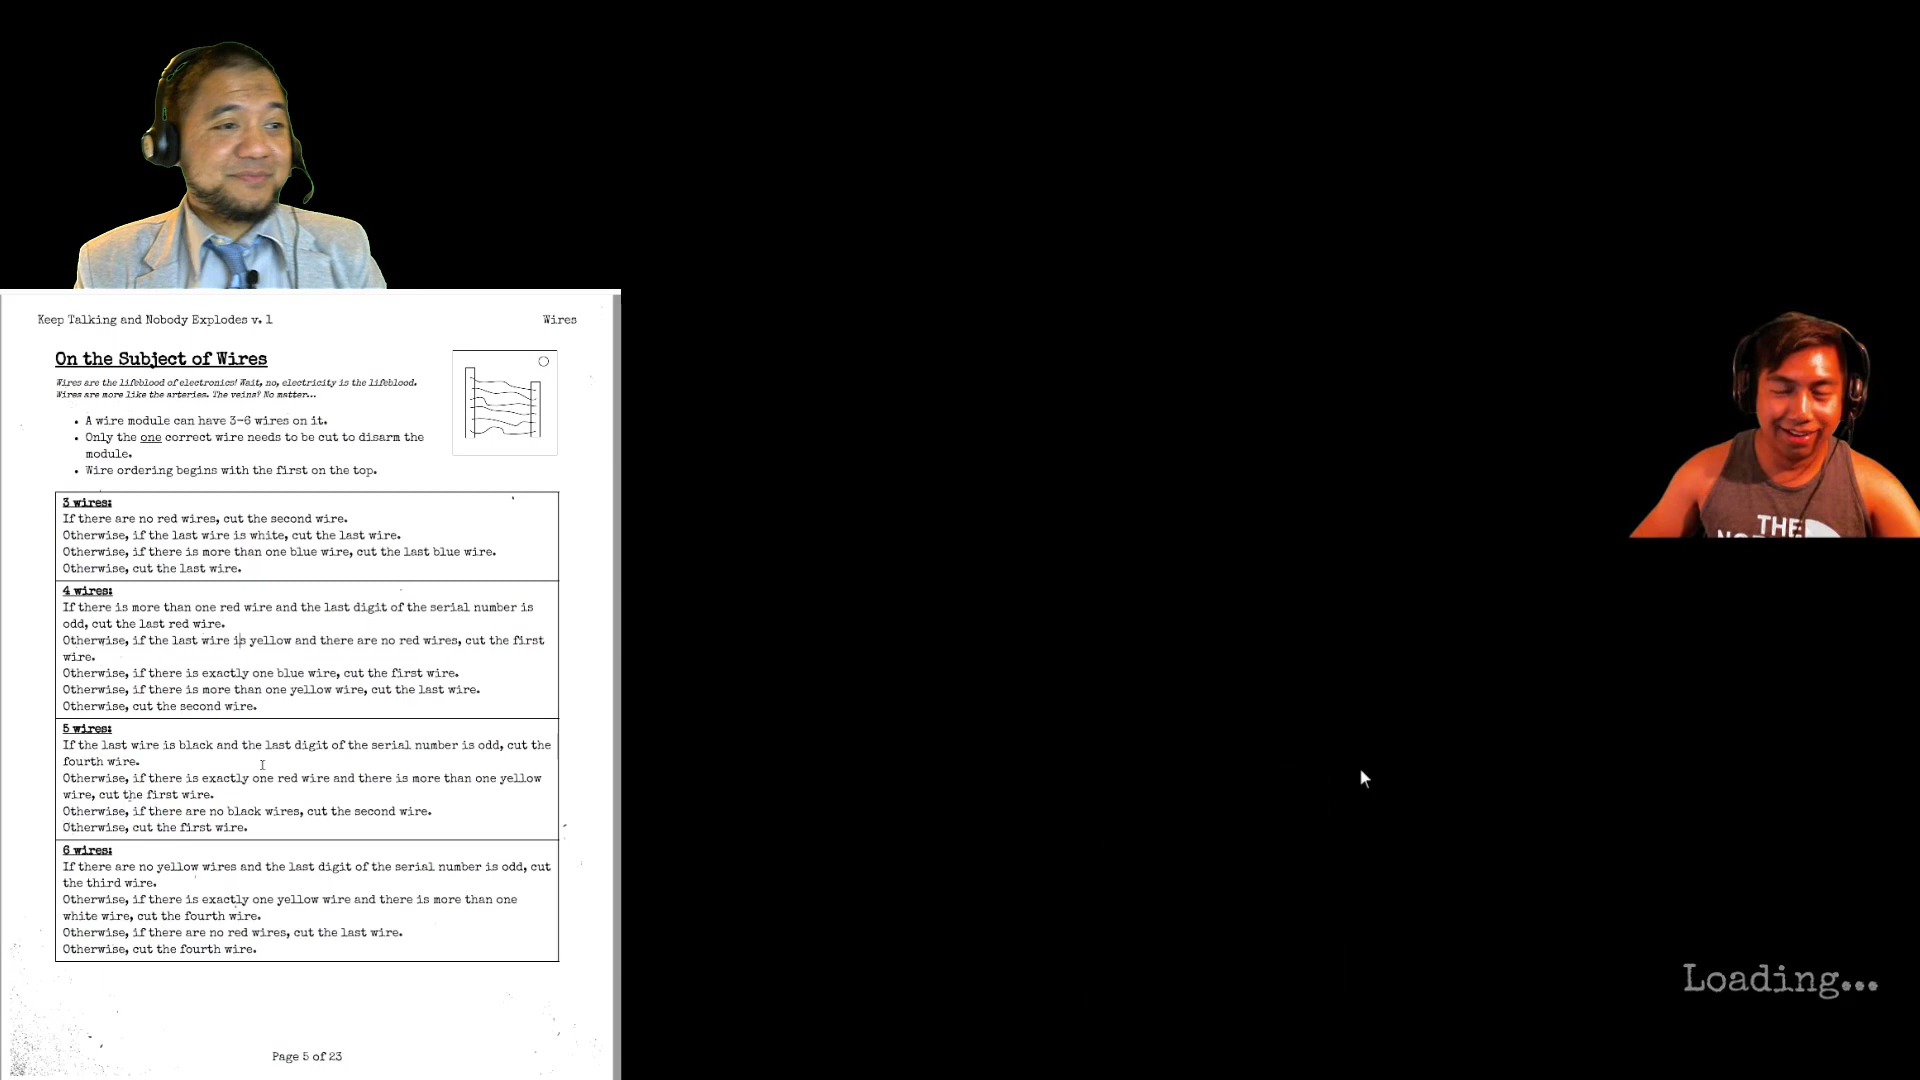 Keep Talking and Nobody Explodes v. 1
Wires
On the Subject of Wires
Wires are the lifeblood of electronics! Wait, no, electricity is the lifeblood.
Wires are more like the arteries. The veins? No matter...
• A wire module can have 3-6 wires on it.
• Only the one correct wire needs to be cut to disarm the
module.
• Wire ordering begins with the first on the top.
3 wires:
If there are no red wires, cut the second wire.
Otherwise, if the last wire is white, cut the last wire.
Otherwise, if there is more than one blue wire, cut the last blue wire.
Otherwise, cut the last wire.
4 wires:
If there is more than one red wire and the last digit of the serial number is
odd, cut the last red wire.
Otherwise, if the last wire is yellow and there are no red wires, cut the first
wire.
Otherwise, if there is exactly one blue wire, cut the first wire.
Otherwise, if there is more than one yellow wire, cut the last wire.
Otherwise, cut the second wire.
5 wires:
If the last wire is black and the last digit of the serial number is odd, cut the
fourth wire.
Otherwise, if there is exactly one red wire and there is more than one yellow
wire, cut the first wire.
Otherwise, if there are no black wires, cut the second wire.
Otherwise, cut the first wire.
6 wires:
If there are no yellow wires and the last digit of the serial number is odd, cut
the third wire.
Otherwise, if there is exactly one yellow wire and there is more than one
white wire, cut the fourth wire.
Otherwise, if there are no red wires, cut the last wire.
Otherwise, cut the fourth wire.
Page 5 of 23
THE
Loading...